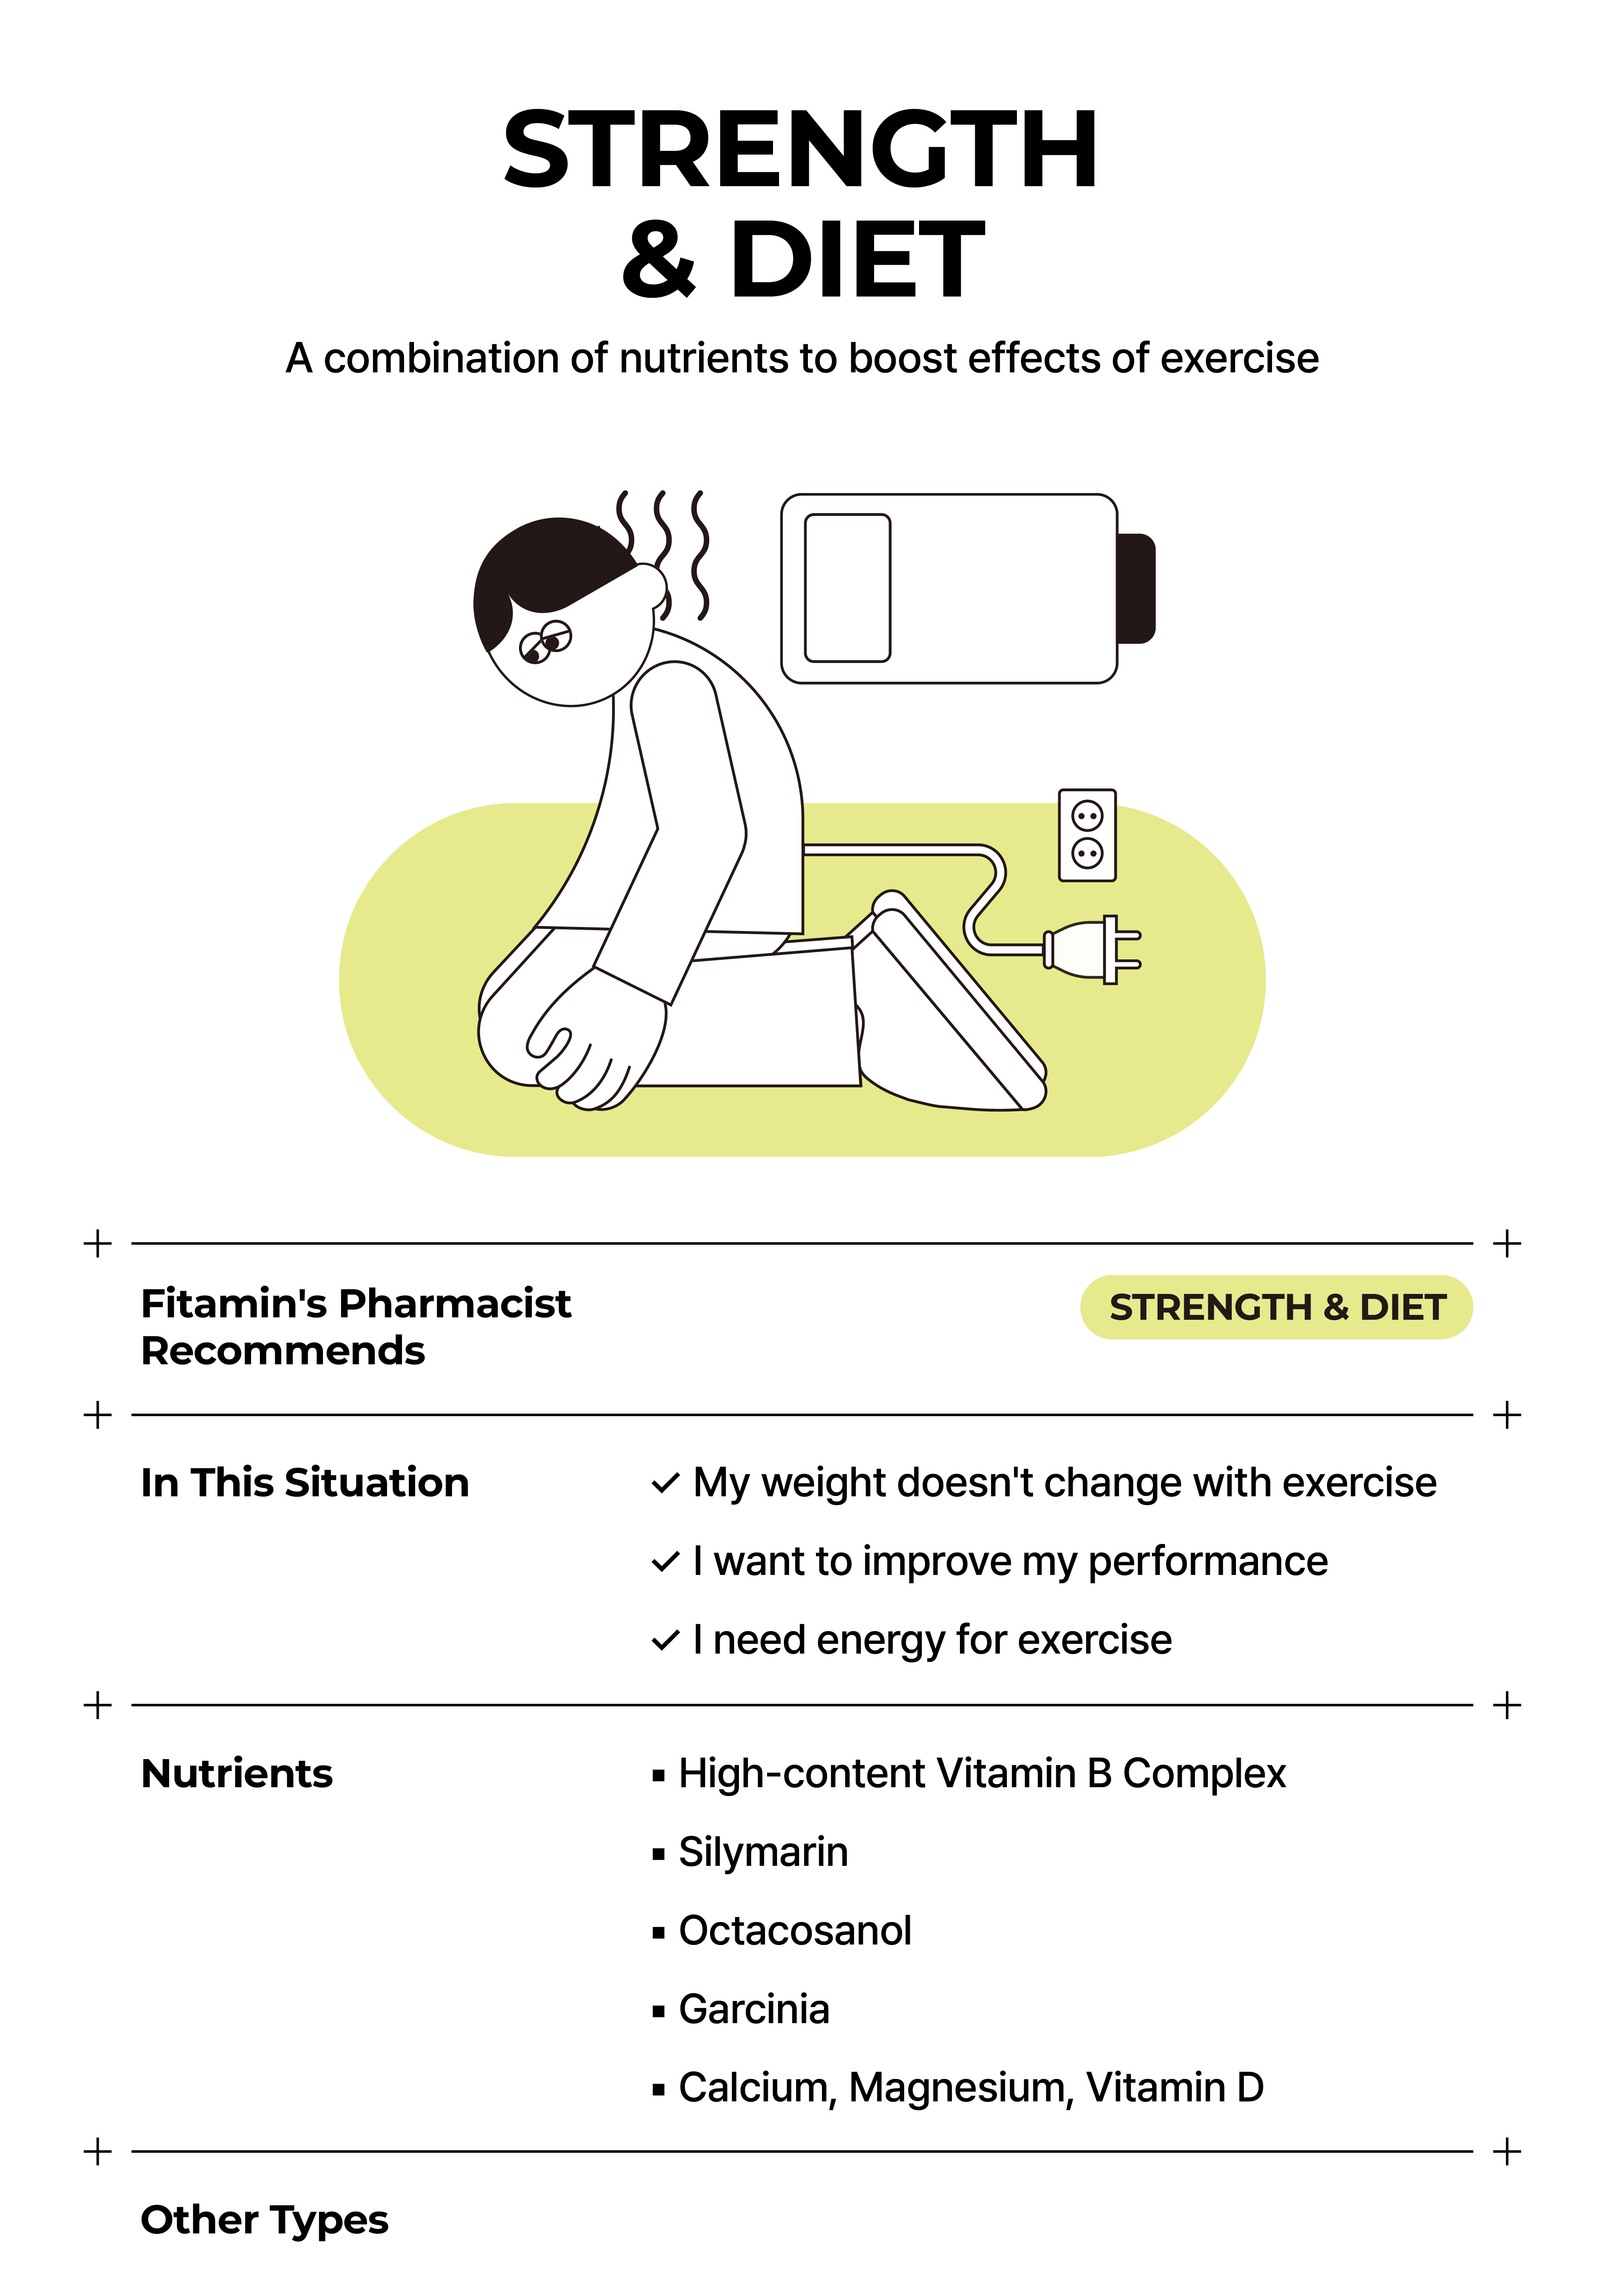 STRENGTH
& DIET
A combination of nutrients to boost effects of exercise
Fitamin's Pharmacist
Recommends
STRENGTH & DIET
In This Situation
✓ My weight doesn't change with exercise
✓ I want to improve my performance
✓ I need energy for exercise
Nutrients
▪ High-content Vitamin B Complex
▪ Silymarin
▪ Octacosanol
▪ Garcinia
▪ Calcium, Magnesium, Vitamin D
Other Types